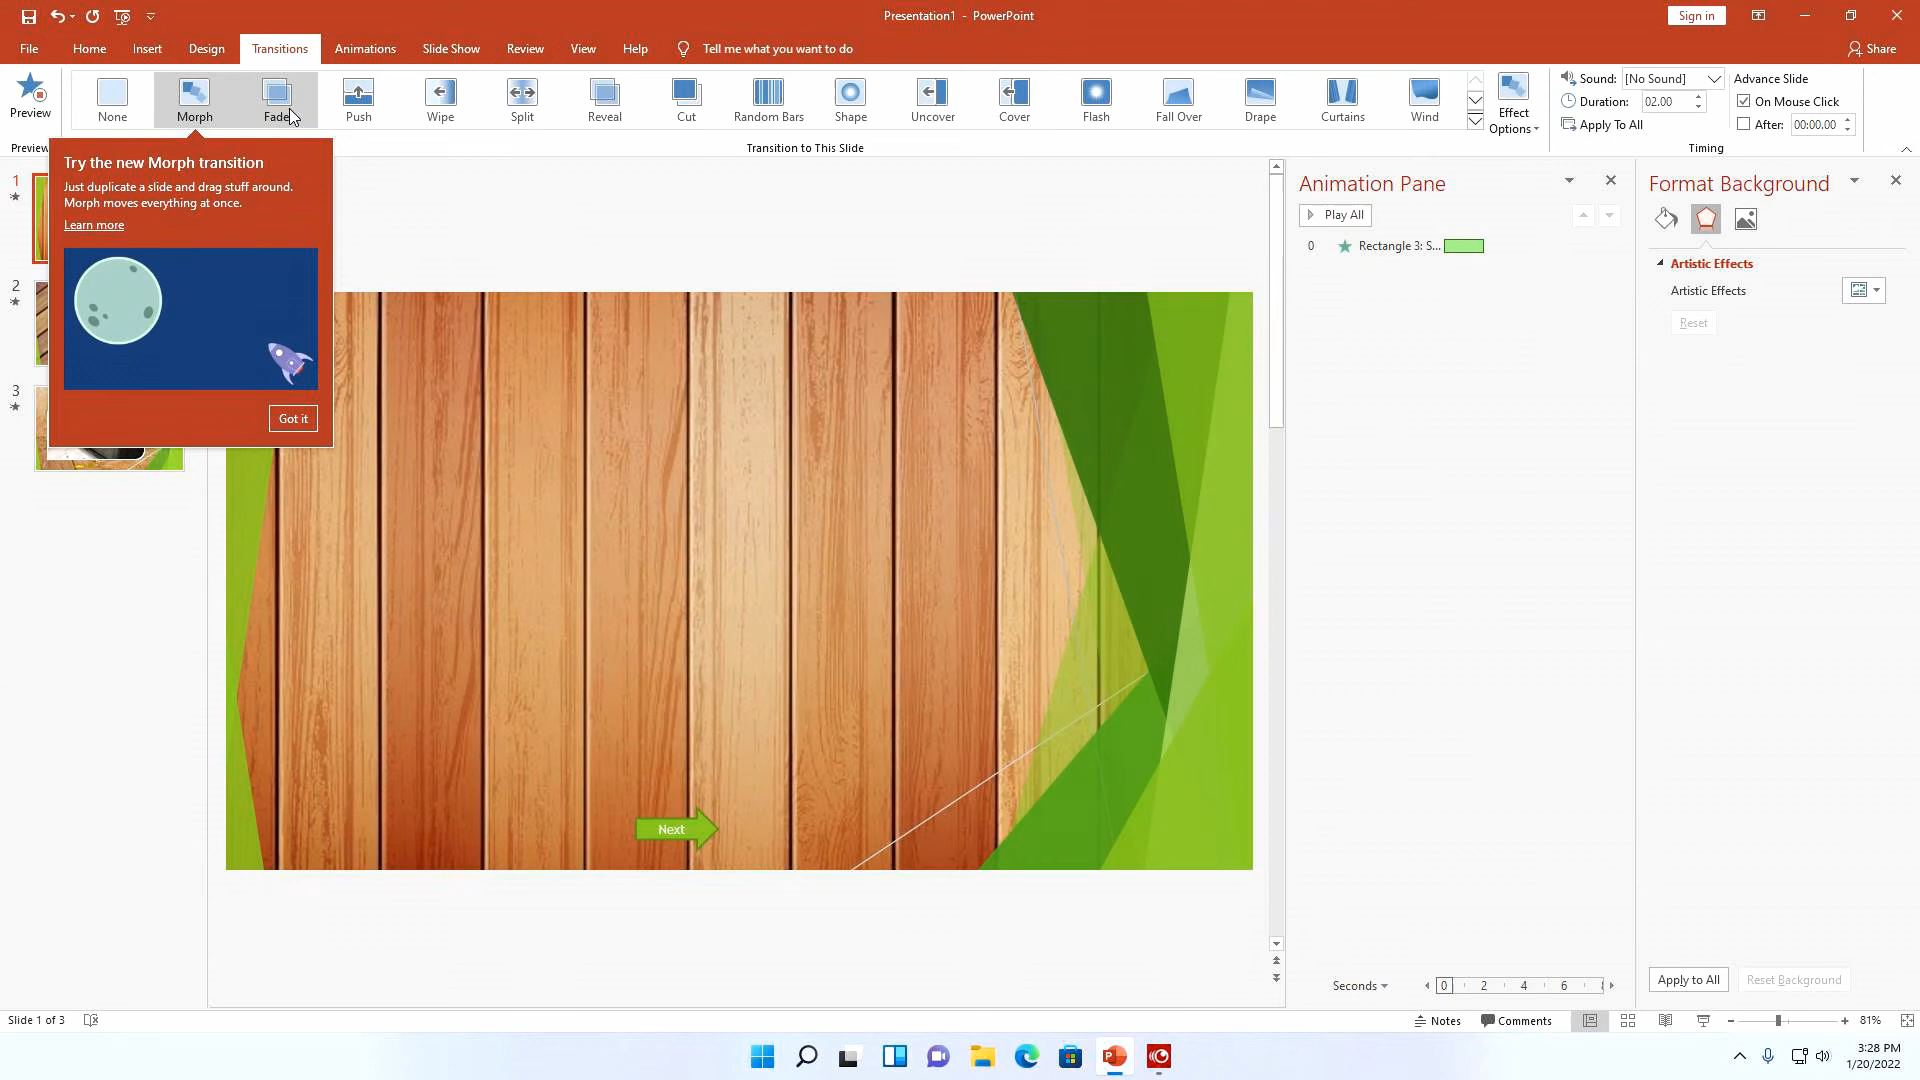 Presentation1 - PowerPoint
Sign in
File
Home
Insert
Design
Transitions
Animations
Slide Show
Review
View
Help
Tell me what you want to do
Share
Preview
None
Morph
Fade
Push
Wipe
Split
Reveal
Cut
Random Bars
Shape
Uncover
Cover
Flash
Fall Over
Drape
Curtains
Wind
Effect
Options
Sound: [No Sound]
Duration: 02.00
Apply To All
Advance Slide
On Mouse Click
After: 00:00.00
Preview
Transition to This Slide
Timing
Try the new Morph transition
Just duplicate a slide and drag stuff around.
Morph moves everything at once.
Learn more
Got it
1
2
3
Next
Animation Pane
Play All
0 Rectangle 3: S...
Seconds
0 2 4 6
Format Background
Artistic Effects
Artistic Effects
Reset
Apply to All
Reset Background
Slide 1 of 3
Notes
Comments
81%
3:28 PM
1/20/2022